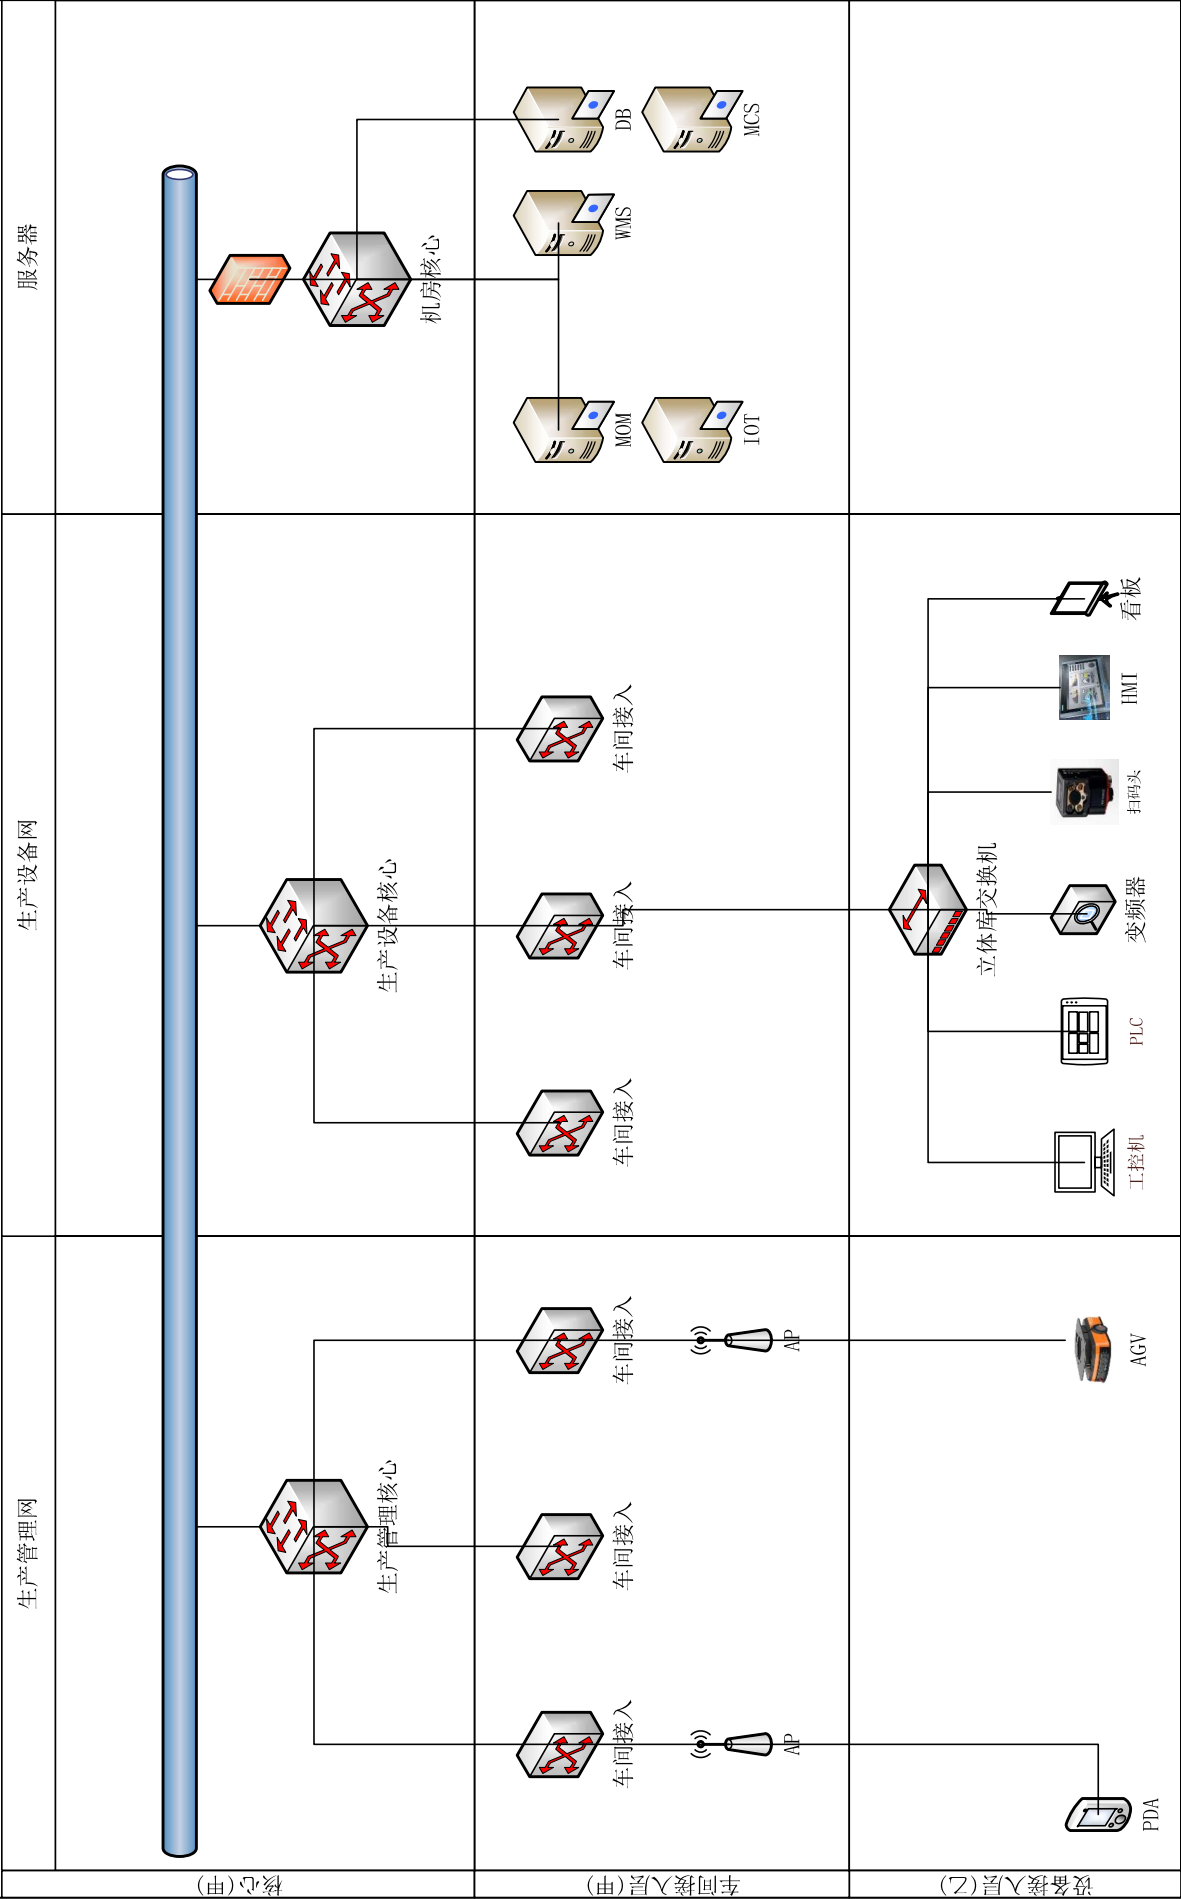 生产管理网
生产设备网
服务器
核心(甲)
生产管理核心
生产设备核心
机房核心
车间接入层(甲)
车间接入
车间接入
车间接入
车间接入
车间接入
车间接入
MOM
WMS
DB
AP
AP
IOT
MCS
设备接入层(乙)
立体库交换机
PDA
AGV
工控机
PLC
变频器
扫码头
HMI
看板